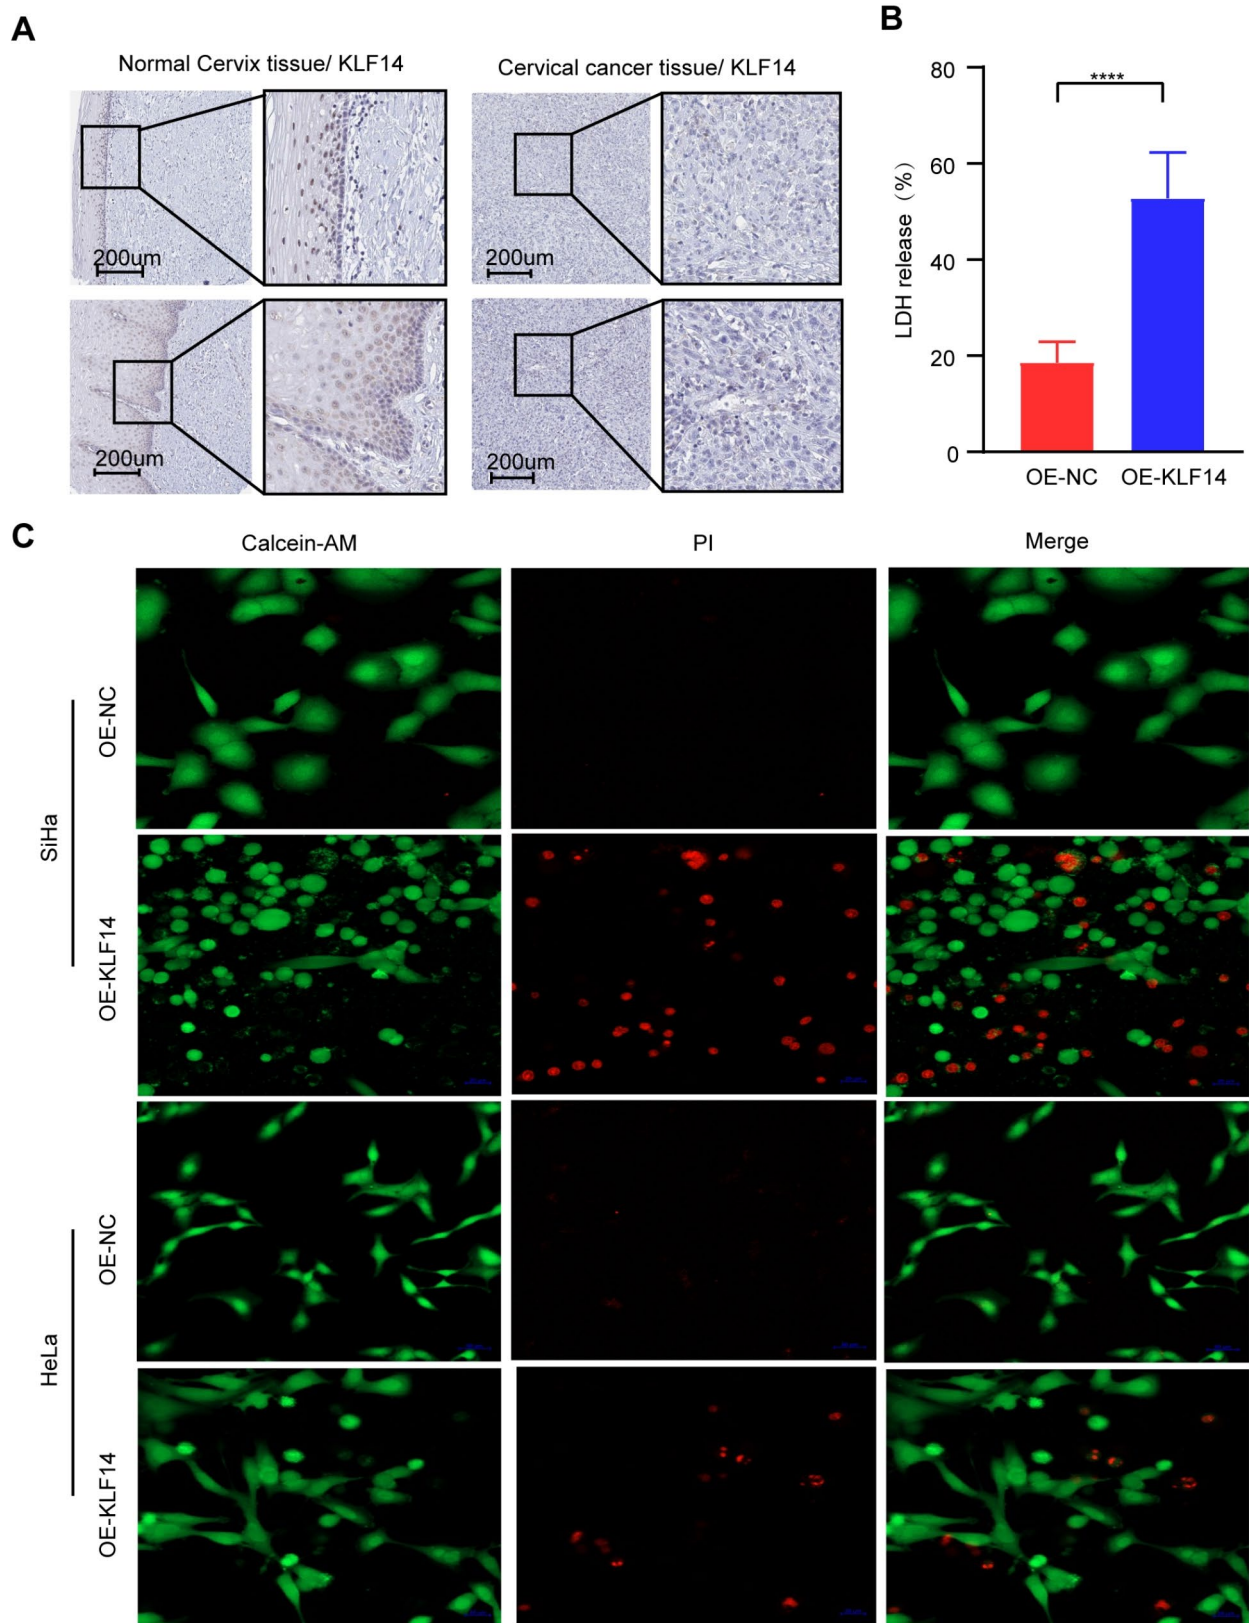 A
Normal Cervix tissue/ KLF14
Cervical cancer tissue/ KLF14
200um
200um
200um
200um
B
80
60
40
20
0
LDH release (%)
****
OE-NC
OE-KLF14
C
Calcein-AM
PI
Merge
SiHa
OE-NC
OE-KLF14
HeLa
OE-NC
OE-KLF14